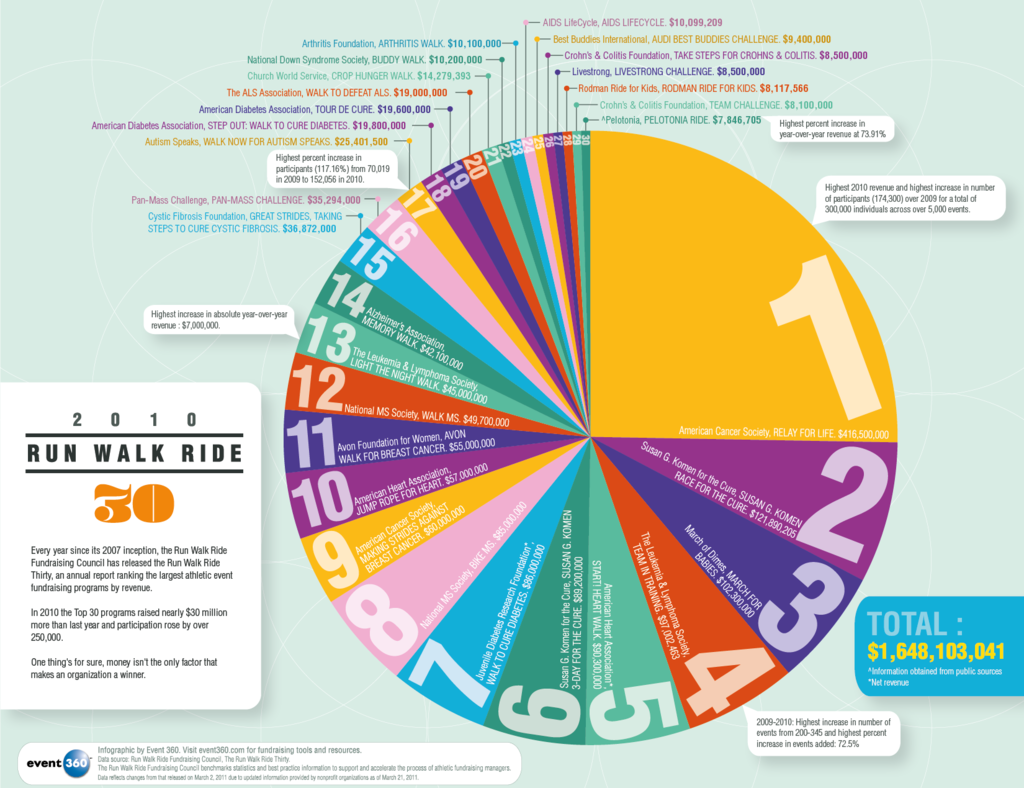 AIDS LifeCycle, AIDS LIFECYCLE. $10,099,209
Best Buddies International, AUDI BEST BUDDIES CHALLENGE. $9,400,000
Arthritis Foundation, ARTHRITIS WALK. $10,100,000
Crohn's & Colitis Foundation, TAKE STEPS FOR CROHNS & COLITIS. $8,500,000
National Down Syndrome Society, BUDDY WALK. $10,200,000
Livestrong, LIVESTRONG CHALLENGE. $8,500,000
Church World Service, CROP HUNGER WALK. $14,279,393
Rodman Ride for Kids, RODMAN RIDE FOR KIDS. $8,117,566
The ALS Association, WALK TO DEFEAT ALS. $19,000,000
Crohn's & Colitis Foundation, TEAM CHALLENGE. $8,100,000
American Diabetes Association, TOUR DE CURE. $19,600,000
^Pelotonia, PELOTONIA RIDE. $7,846,705
American Diabetes Association, STEP OUT: WALK TO CURE DIABETES. $19,800,000
Highest percent increase in
year-over-year revenue at 73.91%
Autism Speaks, WALK NOW FOR AUTISM SPEAKS. $25,401,500
Highest percent increase in
participants (117.16%) from 70,019
in 2009 to 152,056 in 2010.
Pan-Mass Challenge, PAN-MASS CHALLENGE. $35,294,000
Cystic Fibrosis Foundation, GREAT STRIDES, TAKING
STEPS TO CURE CYSTIC FIBROSIS. $36,872,000
Highest 2010 revenue and highest increase in number
of participants (174,300) over 2009 for a total of
300,000 individuals across over 5,000 events.
Highest increase in absolute year-over-year
revenue : $7,000,000.
30
29
28
27
26
25
24
23
22
21
20
19
18
17
16
15
14
Alzheimer's Association,
MEMORY WALK. $42,100,000
13
The Leukemia & Lymphoma Society,
LIGHT THE NIGHT WALK. $45,000,000
12
National MS Society, WALK MS. $49,700,000
11
Avon Foundation for Women, AVON
WALK FOR BREAST CANCER. $55,000,000
10
American Heart Association,
JUMP ROPE FOR HEART. $57,000,000
9
American Cancer Society,
MAKING STRIDES AGAINST
BREAST CANCER. $60,000,000
8
National MS Society, BIKE MS. $85,000,000
7
Juvenile Diabetes Research Foundation*,
WALK TO CURE DIABETES. $86,000,000
6
Susan G. Komen for the Cure, SUSAN G. KOMEN
3-DAY FOR THE CURE. $89,200,000
5
American Heart Association*,
START! HEART WALK. $90,300,000
4
The Leukemia & Lymphoma Society,
TEAM IN TRAINING. $97,002,463
3
March of Dimes, MARCH FOR
BABIES. $102,300,000
2
Susan G. Komen for the Cure, SUSAN G. KOMEN
RACE FOR THE CURE. $121,890,205
1
American Cancer Society, RELAY FOR LIFE. $416,500,000
2010
RUN WALK RIDE
30
Every year since its 2007 inception, the Run Walk Ride
Fundraising Council has released the Run Walk Ride
Thirty, an annual report ranking the largest athletic event
fundraising programs by revenue.
In 2010 the Top 30 programs raised nearly $30 million
more than last year and participation rose by over
250,000.
One thing's for sure, money isn't the only factor that
makes an organization a winner.
TOTAL :
$1,648,103,041
^Information obtained from public sources
*Net revenue
2009-2010: Highest increase in number of
events from 200-345 and highest percent
increase in events added: 72.5%
event 360°
Infographic by Event 360. Visit event360.com for fundraising tools and resources.
Data source: Run Walk Ride Fundraising Council, The Run Walk Ride Thirty.
The Run Walk Ride Fundraising Council benchmarks statistics and best practice information to support and accelerate the process of athletic fundraising managers.
Data reflects changes from that released on March 2, 2011 due to updated information provided by nonprofit organizations as of March 21, 2011.